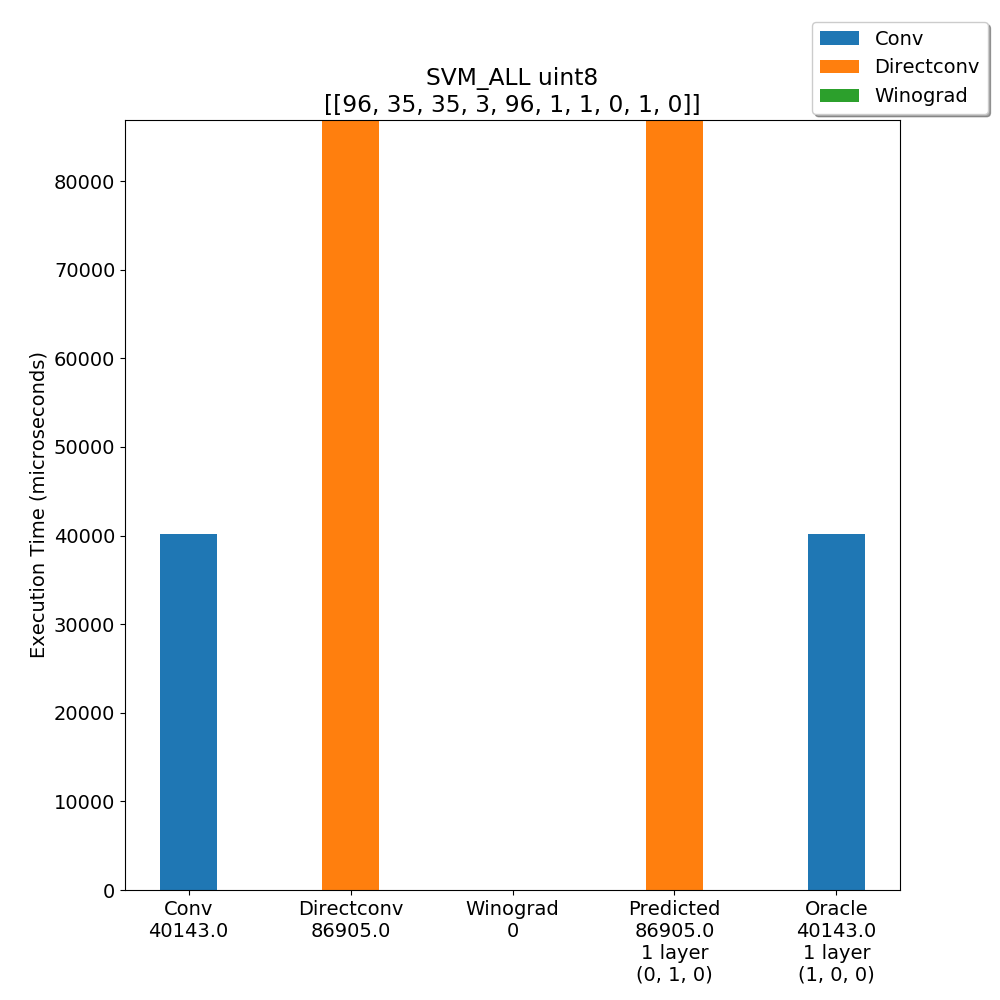 Conv
Directconv
Winograd
SVM_ALL uint8
[[96, 35, 35, 3, 96, 1, 1, 0, 1, 0]]
Execution Time (microseconds)
80000
70000
60000
50000
40000
30000
20000
10000
0
Conv
40143.0
Directconv
86905.0
Winograd
0
Predicted
86905.0
1 layer
(0, 1, 0)
Oracle
40143.0
1 layer
(1, 0, 0)